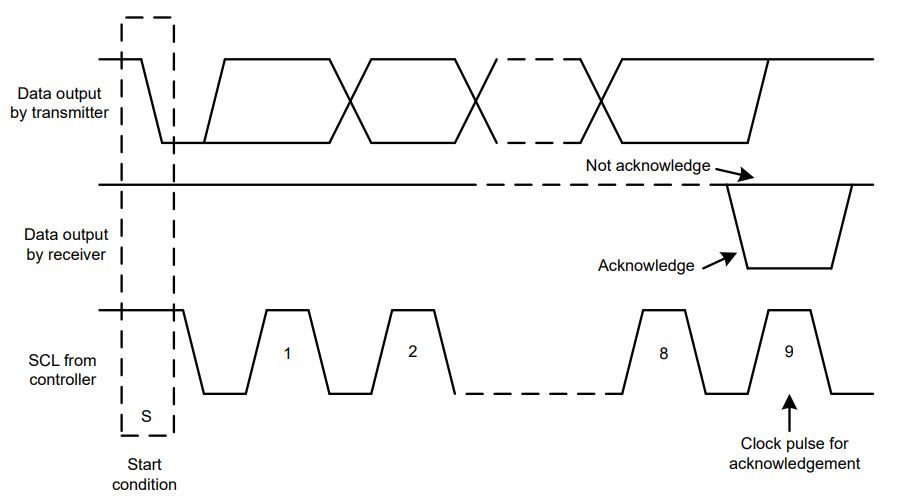 Data output
by transmitter
Not acknowledge
Data output
by receiver
Acknowledge
SCL from
controller
1
2
8
9
S
Start
condition
Clock pulse for
acknowledgement